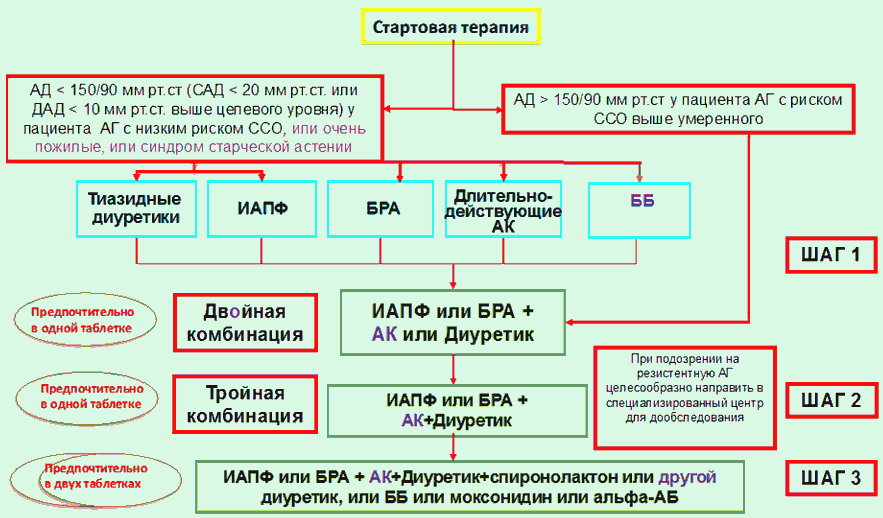 Стартовая терапия
АД < 150/90 мм рт.ст (САД < 20 мм рт.ст. или
ДАД < 10 мм рт.ст. выше целевого уровня) у
пациента АГ с низким риском ССО, или очень
пожилые, или синдром старческой астении
АД > 150/90 мм рт.ст у пациента АГ с риском
ССО выше умеренного
Тиазидные
диуретики
ИАПФ
БРА
Длительно-
действующие
АК
ББ
ШАГ 1
Предпочтительно
в одной таблетке
Двойная
комбинация
ИАПФ или БРА +
АК или Диуретик
Предпочтительно
в одной таблетке
Тройная
комбинация
ИАПФ или БРА +
АК+Диуретик
При подозрении на
резистентную АГ
целесообразно направить в
специализированный центр
для дообследования
ШАГ 2
Предпочтительно
в двух таблетках
ИАПФ или БРА + АК+Диуретик+спиронолактон или другой
диуретик, или ББ или моксонидин или альфа-АБ
ШАГ 3